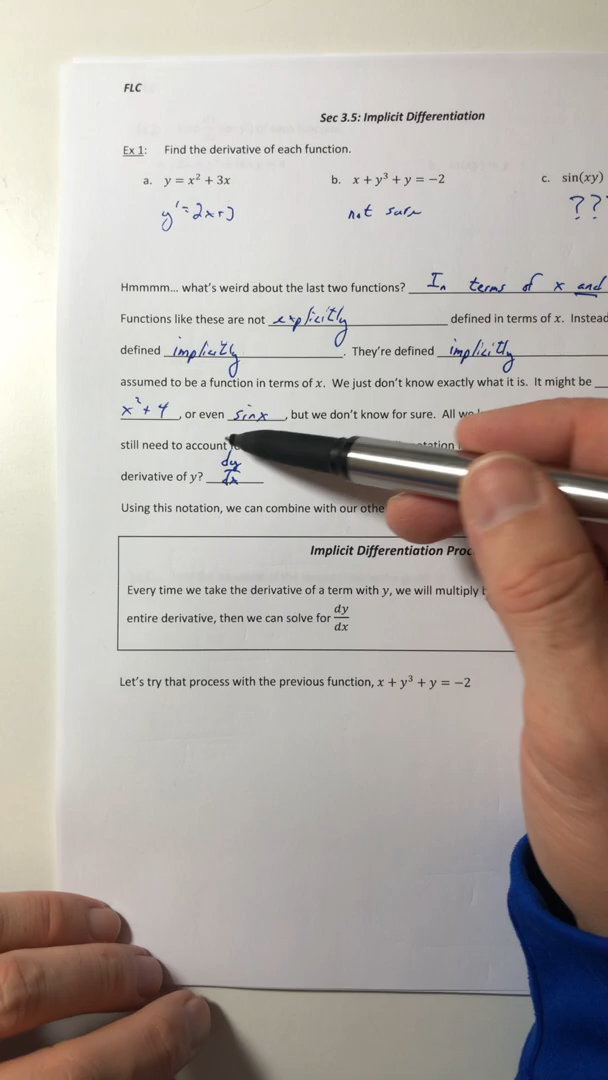 FLC
Sec 3.5: Implicit Differentiation
Ex 1: Find the derivative of each function.
a. y = x² + 3x b. x + y³ + y = −2 c. sin(xy)
y' = 2x+3 not sure ??
Hmmmm... what's weird about the last two functions? In terms of x and
Functions like these are not explicitly defined in terms of x. Instead
defined implicitly. They're defined implicitly
assumed to be a function in terms of x. We just don't know exactly what it is. It might be
x²+4, or even sinx, but we don't know for sure. All
still need to account
derivative of y? dy/dx
Using this notation, we can combine with our othe
Implicit Differentiation Proc
Every time we take the derivative of a term with y, we will multiply
entire derivative, then we can solve for dy/dx
Let's try that process with the previous function, x + y³ + y = −2